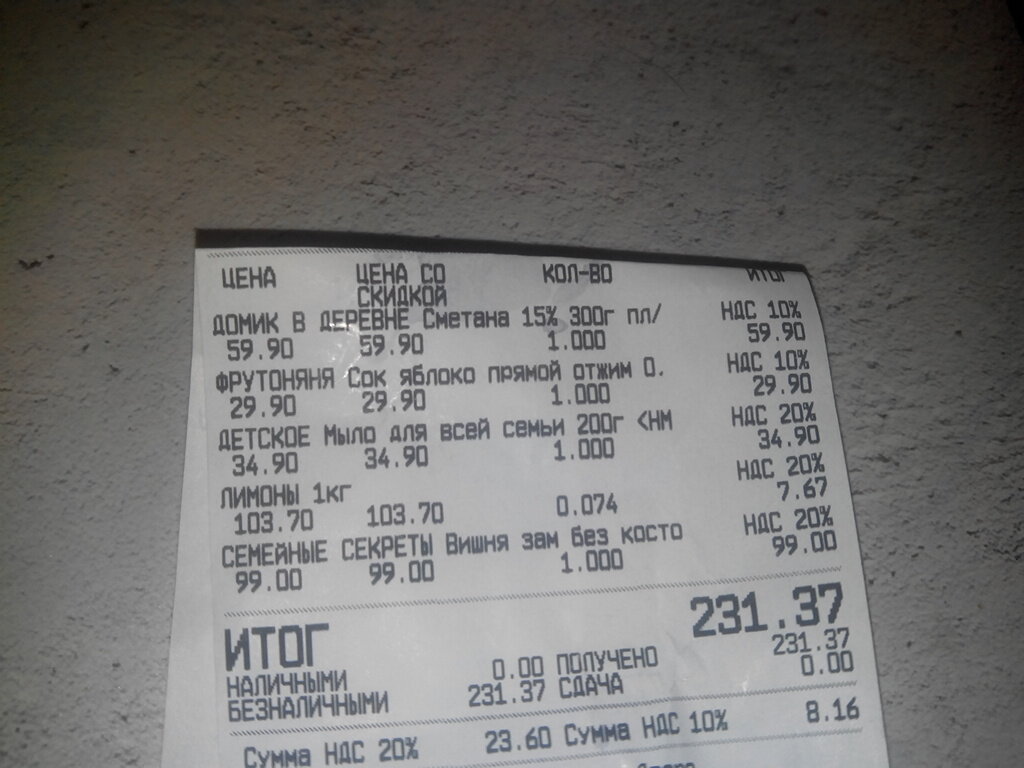 ЦЕНА ЦЕНА СО СКИДКОЙ КОЛ-ВО ИТОГ
ДОМИК В ДЕРЕВНЕ Сметана 15% 300г пл/ НДС 10%
59.90 59.90 1.000 59.90
ФРУТОНЯНЯ Сок яблоко прямой отжим 0. НДС 10%
29.90 29.90 1.000 29.90
ДЕТСКОЕ Мыло для всей семьи 200г <НМ НДС 20%
34.90 34.90 1.000 34.90
ЛИМОНЫ 1кг НДС 20%
103.70 103.70 0.074 7.67
СЕМЕЙНЫЕ СЕКРЕТЫ Вишня зам без косто НДС 20%
99.00 99.00 1.000 99.00
ИТОГ 231.37
НАЛИЧНЫМИ 0.00 ПОЛУЧЕНО 231.37
БЕЗНАЛИЧНЫМИ 231.37 СДАЧА 0.00
Сумма НДС 20% 23.60 Сумма НДС 10% 8.16